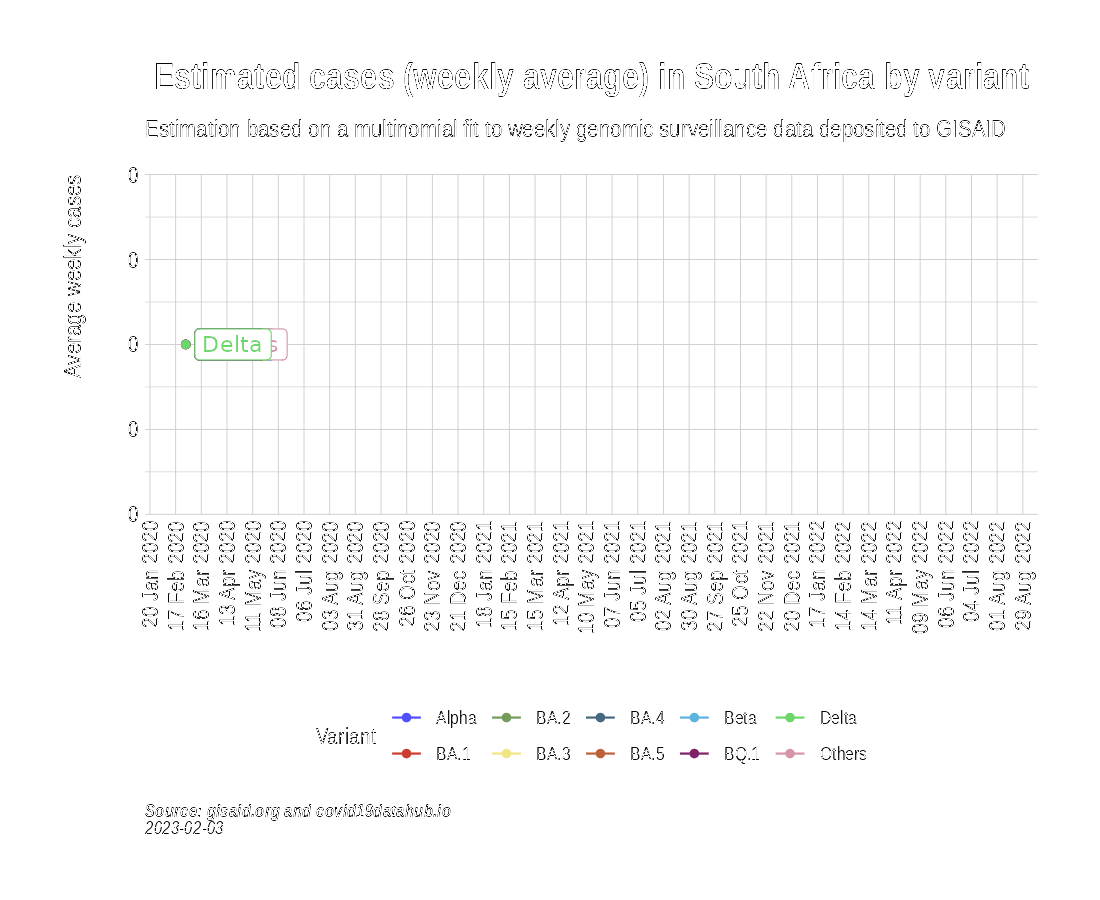 Estimated cases (weekly average) in South Africa by variant
Estimation based on a multinomial fit to weekly genomic surveillance data deposited to GISAID
Average weekly cases
0
0
0
0
0
Delta
s
20 Jan 2020
17 Feb 2020
16 Mar 2020
13 Apr 2020
11 May 2020
08 Jun 2020
06 Jul 2020
03 Aug 2020
31 Aug 2020
28 Sep 2020
26 Oct 2020
23 Nov 2020
21 Dec 2020
18 Jan 2021
15 Feb 2021
15 Mar 2021
12 Apr 2021
10 May 2021
07 Jun 2021
05 Jul 2021
02 Aug 2021
30 Aug 2021
27 Sep 2021
25 Oct 2021
22 Nov 2021
20 Dec 2021
17 Jan 2022
14 Feb 2022
14 Mar 2022
11 Apr 2022
09 May 2022
06 Jun 2022
04 Jul 2022
01 Aug 2022
29 Aug 2022
Variant
Alpha BA.2 BA.4 Beta Delta
BA.1 BA.3 BA.5 BQ.1 Others
Source: gisaid.org and covid19datahub.io
2023-02-03